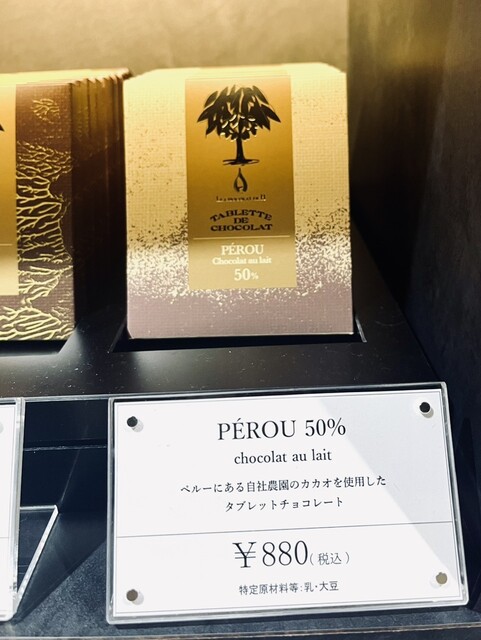 TABLETTE
DE
CHOCOLAT
PÉROU
Chocolat au lait
50%
PÉROU 50%
chocolat au lait
ペルーにある自社農園のカカオを使用した
タブレットチョコレート
¥880(税込)
特定原材料等:乳・大豆